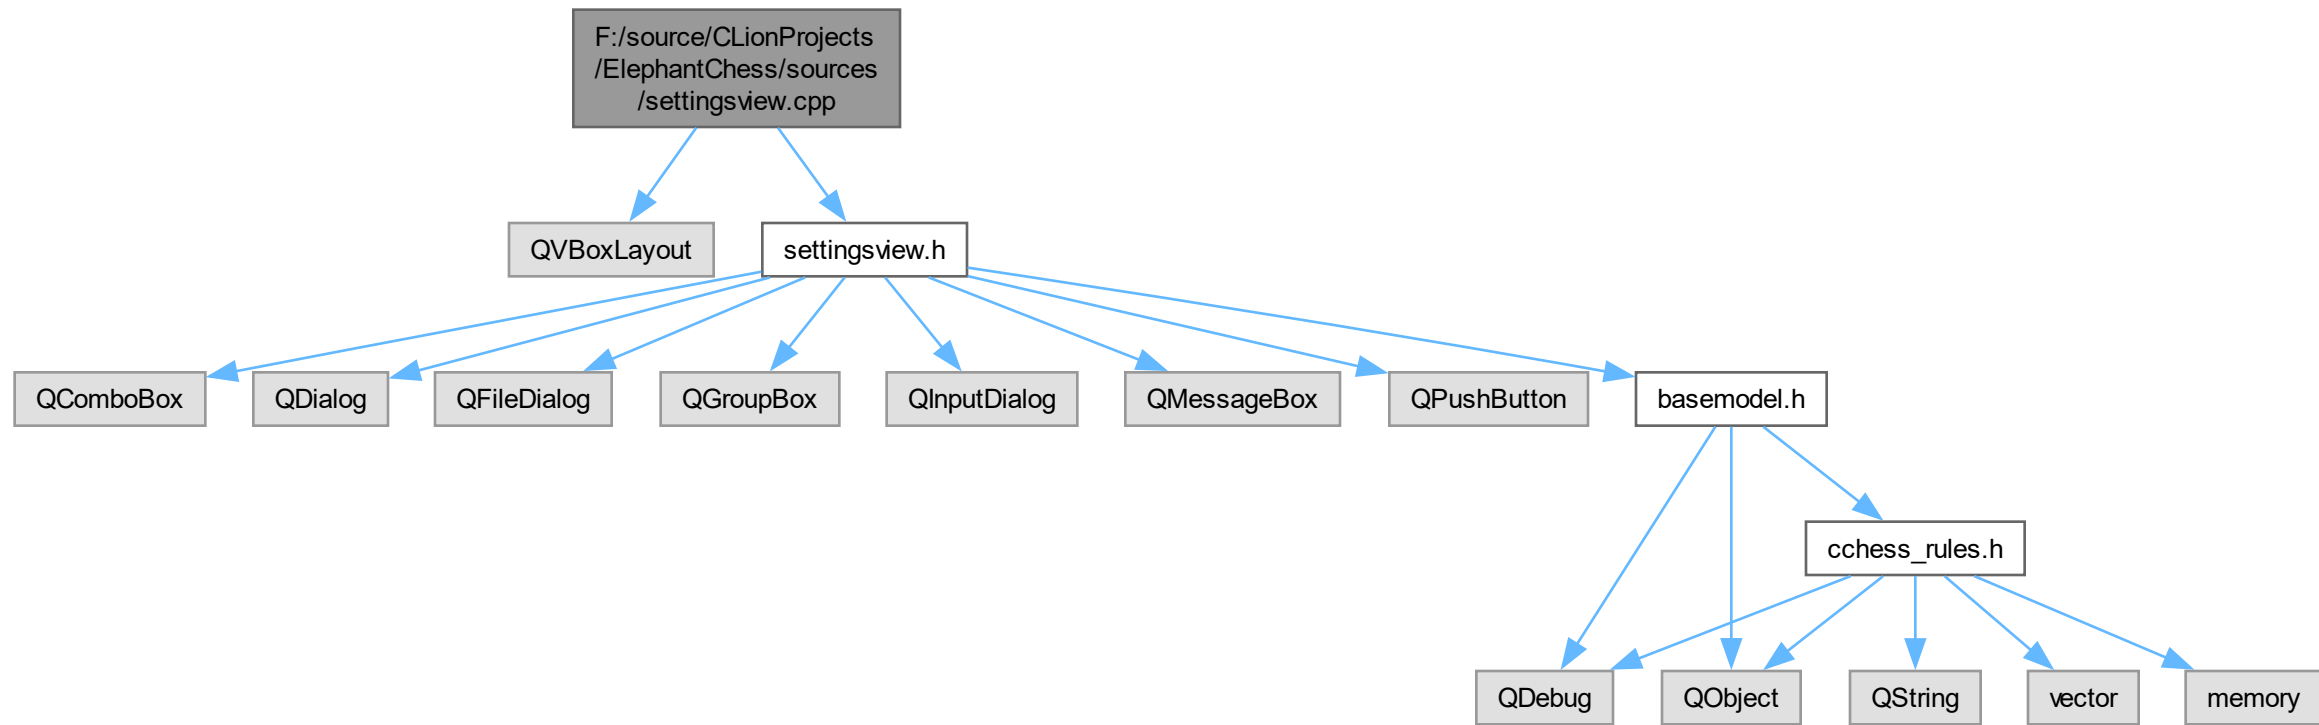 F:/source/CLionProjects
/ElephantChess/sources
/settingsview.cpp
QVBoxLayout
settingsview.h
QComboBox
QDialog
QFileDialog
QGroupBox
QInputDialog
QMessageBox
QPushButton
basemodel.h
cchess_rules.h
QDebug
QObject
QString
vector
memory